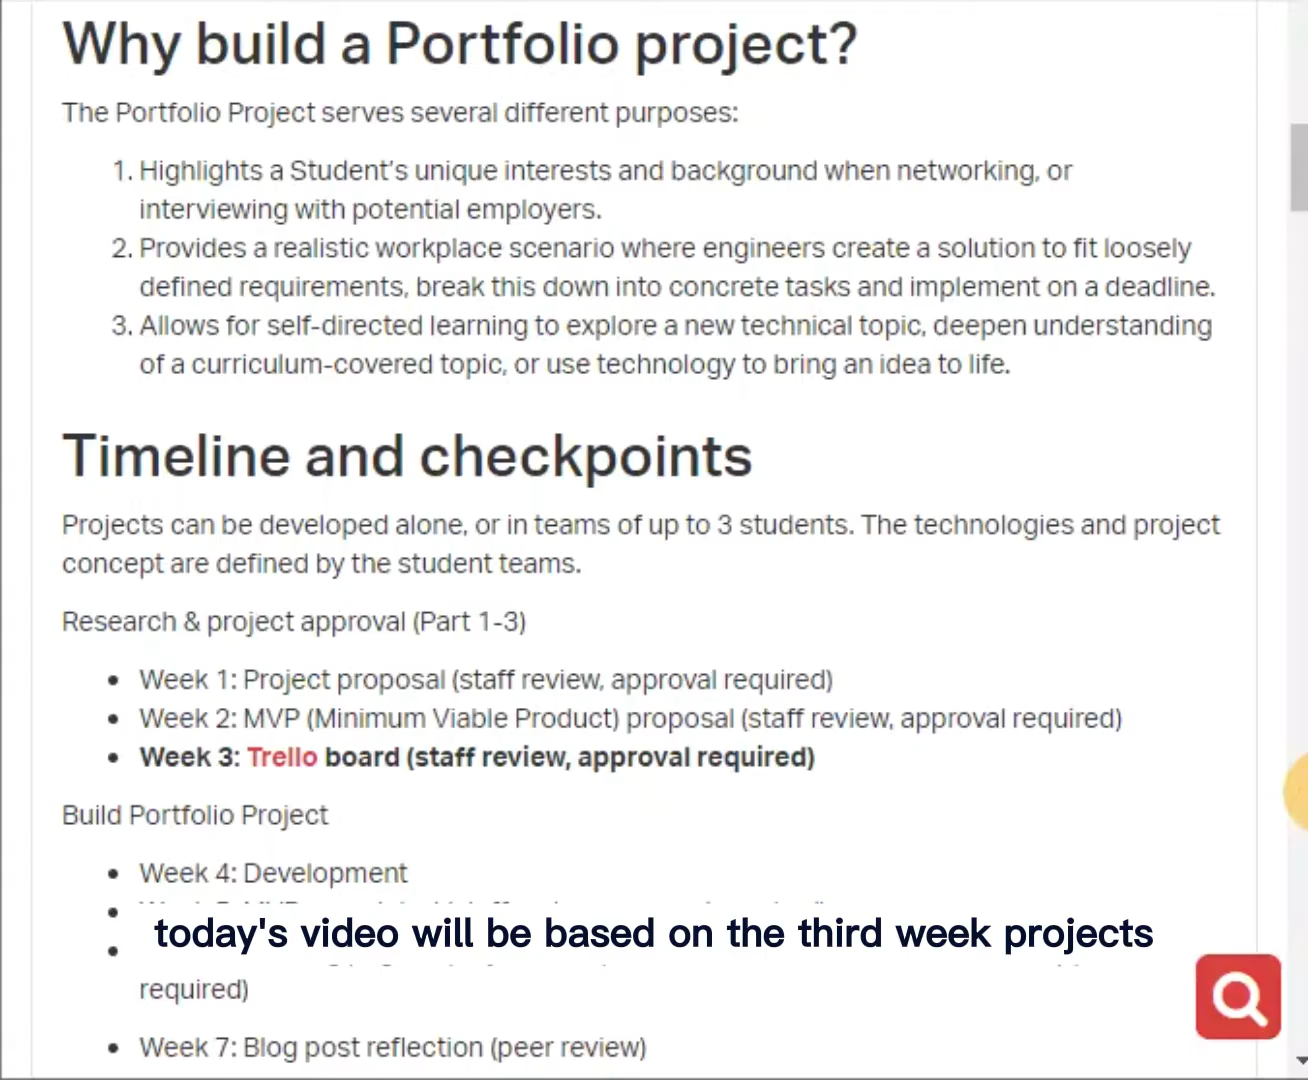 Why build a Portfolio project?
The Portfolio Project serves several different purposes:
1. Highlights a Student's unique interests and background when networking, or
interviewing with potential employers.
2. Provides a realistic workplace scenario where engineers create a solution to fit loosely
defined requirements, break this down into concrete tasks and implement on a deadline.
3. Allows for self-directed learning to explore a new technical topic, deepen understanding
of a curriculum-covered topic, or use technology to bring an idea to life.
Timeline and checkpoints
Projects can be developed alone, or in teams of up to 3 students. The technologies and project
concept are defined by the student teams.
Research & project approval (Part 1-3)
• Week 1: Project proposal (staff review, approval required)
• Week 2: MVP (Minimum Viable Product) proposal (staff review, approval required)
• Week 3: Trello board (staff review, approval required)
Build Portfolio Project
• Week 4: Development
today's video will be based on the third week projects
required)
• Week 7: Blog post reflection (peer review)